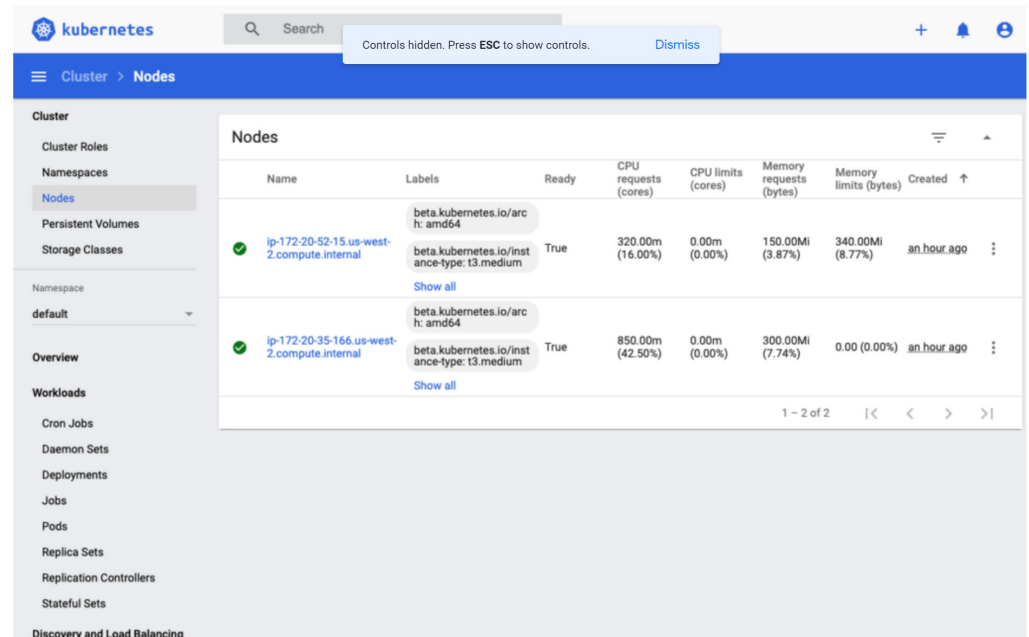 kubernetes
Search
Controls hidden. Press ESC to show controls.
Dismiss
Cluster > Nodes
Cluster
Cluster Roles
Namespaces
Nodes
Persistent Volumes
Storage Classes
Namespace
default
Overview
Workloads
Cron Jobs
Daemon Sets
Deployments
Jobs
Pods
Replica Sets
Replication Controllers
Stateful Sets
Discovery and Load Balancing
Nodes
Name
Labels
Ready
CPU
requests
(cores)
CPU limits
(cores)
Memory
requests
(bytes)
Memory
limits (bytes)
Created
ip-172-20-52-15.us-west-
2.compute.internal
beta.kubernetes.io/arc
h: amd64
beta.kubernetes.io/inst
ance-type: t3.medium
Show all
True
320.00m
(16.00%)
0.00m
(0.00%)
150.00Mi
(3.87%)
340.00Mi
(8.77%)
an hour ago
ip-172-20-35-166.us-west-
2.compute.internal
beta.kubernetes.io/arc
h: amd64
beta.kubernetes.io/inst
ance-type: t3.medium
Show all
True
850.00m
(42.50%)
0.00m
(0.00%)
300.00Mi
(7.74%)
0.00 (0.00%)
an hour ago
1 – 2 of 2